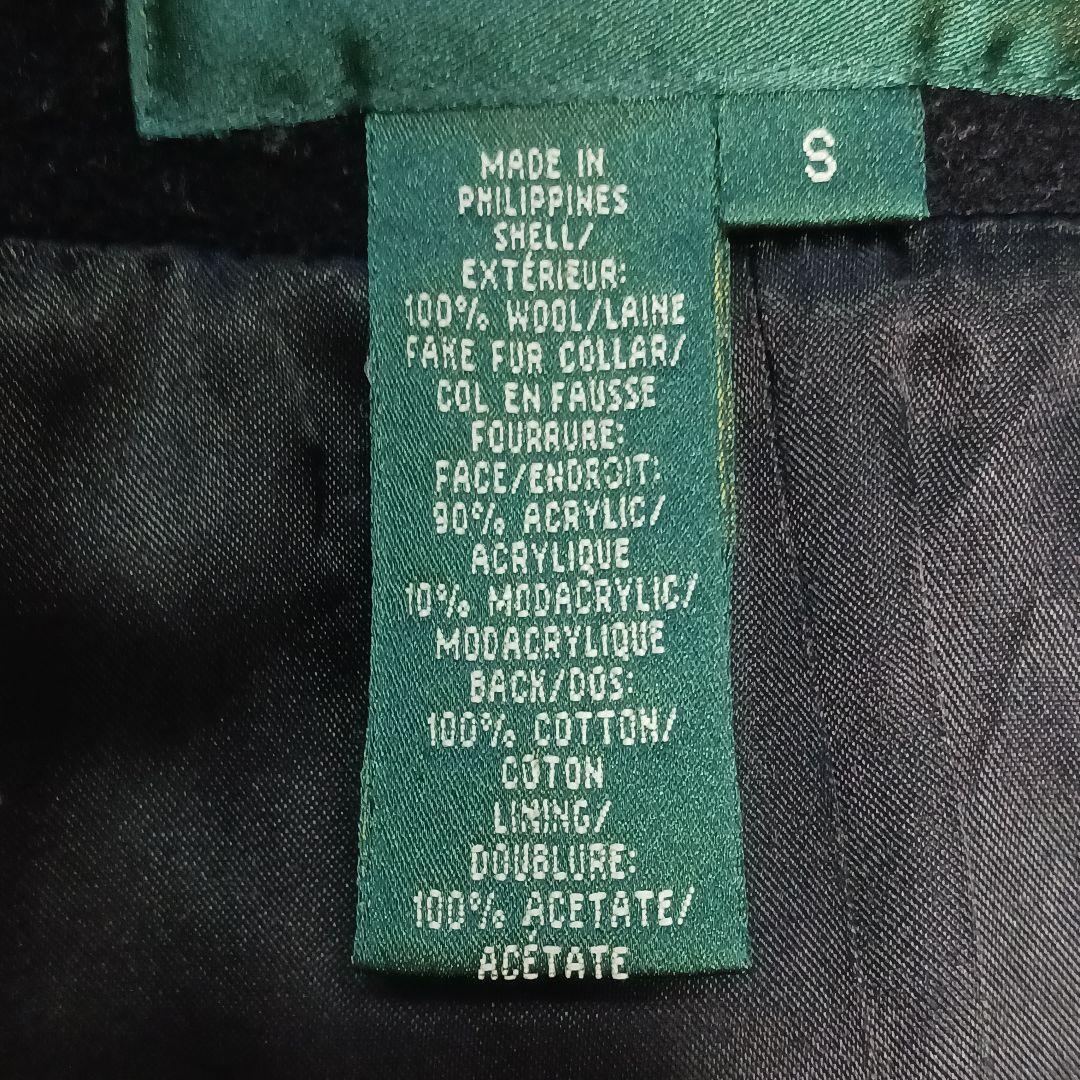 MADE IN
PHILIPPINES
SHELL/
EXTÉRIEUR:
100% WOOL/LAINE
FAKE FUR COLLAR/
COL EN FAUSSE
FOURRURE:
FACE/ENDROIT:
90% ACRYLIC/
ACRYLIQUE
10% MODACRYLIC/
MODACRYLIQUE
BACK/DOS:
100% COTTON/
COTON
LINING/
DOUBLURE:
100% ACETATE/
ACÉTATE
S